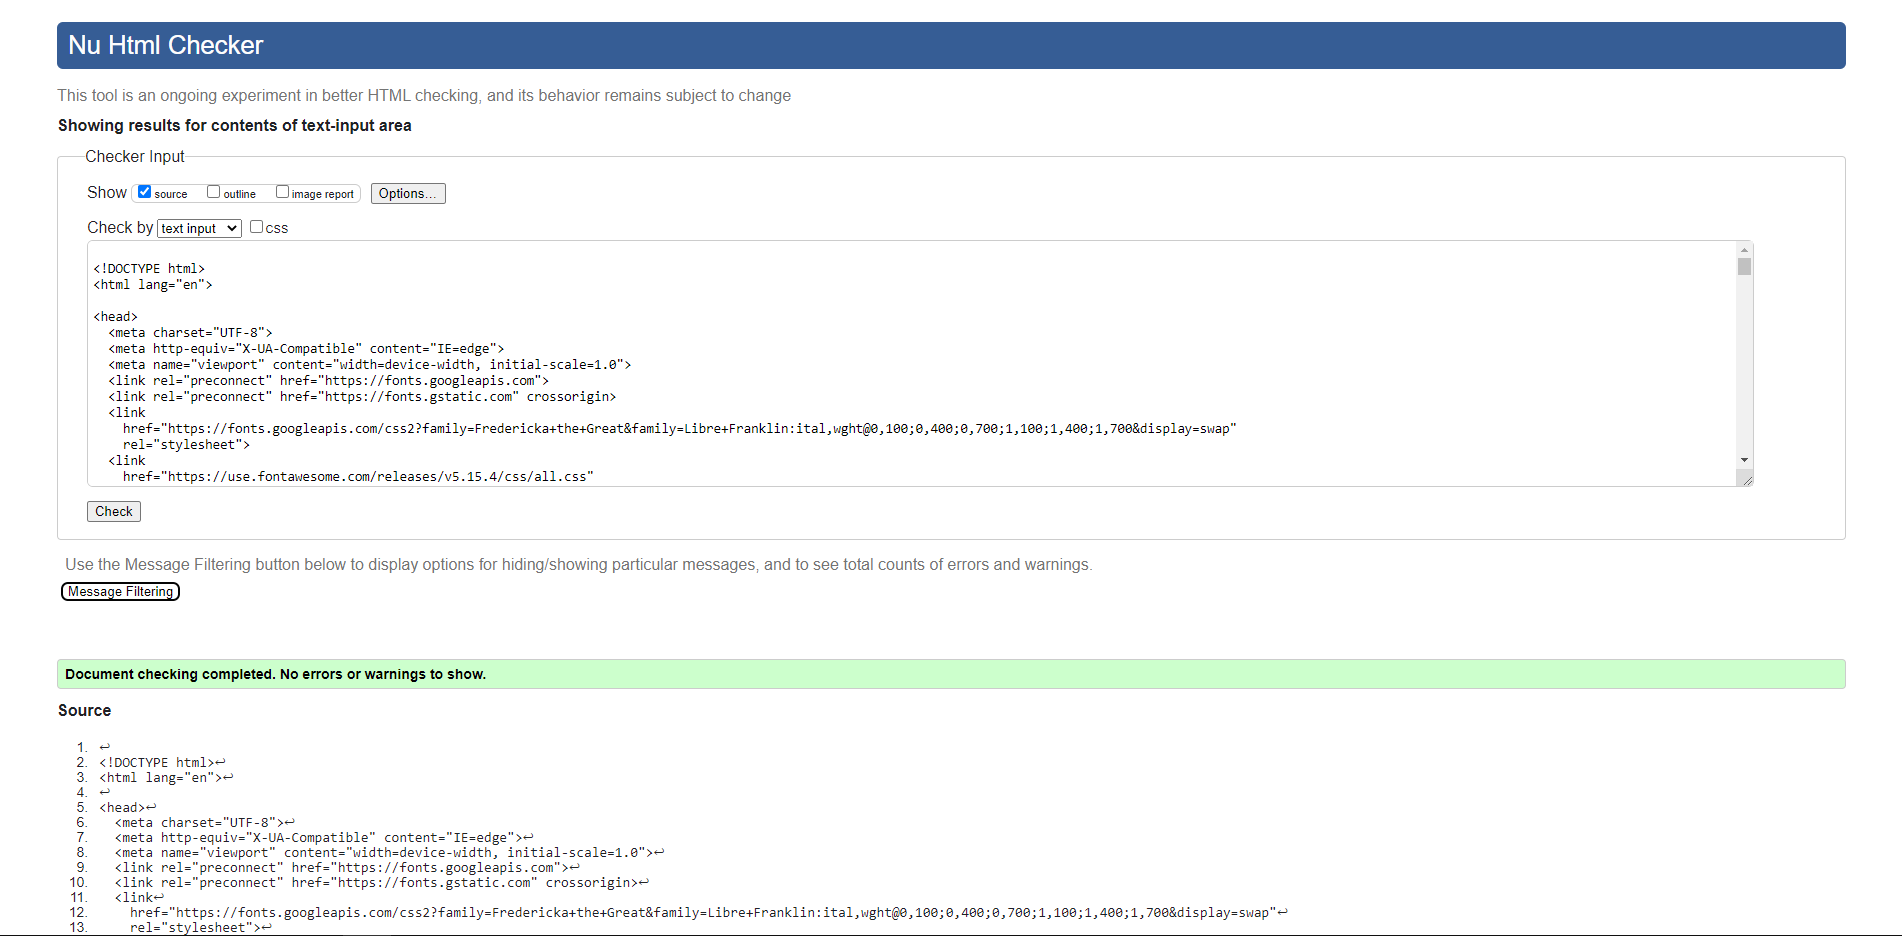 Nu Html Checker
This tool is an ongoing experiment in better HTML checking, and its behavior remains subject to change
Showing results for contents of text-input area
Checker Input
Show source outline image report Options...
Check by text input css
<!DOCTYPE html>
<html lang="en">
<head>
<meta charset="UTF-8">
<meta http-equiv="X-UA-Compatible" content="IE=edge">
<meta name="viewport" content="width=device-width, initial-scale=1.0">
<link rel="preconnect" href="https://fonts.googleapis.com">
<link rel="preconnect" href="https://fonts.gstatic.com" crossorigin>
<link
href="https://fonts.googleapis.com/css2?family=Fredericka+the+Great&family=Libre+Franklin:ital,wght@0,100;0,400;0,700;1,100;1,400;1,700&display=swap"
rel="stylesheet">
<link
href="https://use.fontawesome.com/releases/v5.15.4/css/all.css"
Check
Use the Message Filtering button below to display options for hiding/showing particular messages, and to see total counts of errors and warnings.
Message Filtering
Document checking completed. No errors or warnings to show.
Source
1. ↩
2. <!DOCTYPE html>↩
3. <html lang="en">↩
4. ↩
5. <head>↩
6. <meta charset="UTF-8">↩
7. <meta http-equiv="X-UA-Compatible" content="IE=edge">↩
8. <meta name="viewport" content="width=device-width, initial-scale=1.0">↩
9. <link rel="preconnect" href="https://fonts.googleapis.com">↩
10. <link rel="preconnect" href="https://fonts.gstatic.com" crossorigin>↩
11. <link↩
12. href="https://fonts.googleapis.com/css2?family=Fredericka+the+Great&family=Libre+Franklin:ital,wght@0,100;0,400;0,700;1,100;1,400;1,700&display=swap"↩
13. rel="stylesheet">↩